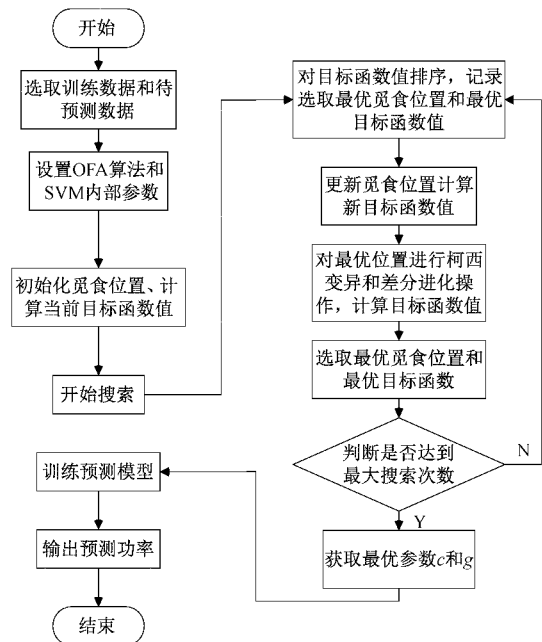 开始
选取训练数据和待
预测数据
设置OFA算法和
SVM内部参数
初始化觅食位置、计
算当前目标函数值
开始搜索
对目标函数值排序，记录
选取最优觅食位置和最优
目标函数值
更新觅食位置计算
新目标函数值
对最优位置进行柯西
变异和差分进化操
作，计算目标函数值
选取最优觅食位置和
最优目标函数
判断是否达到
最大搜索次数
N
Y
获取最优参数c和g
训练预测模型
输出预测功率
结束